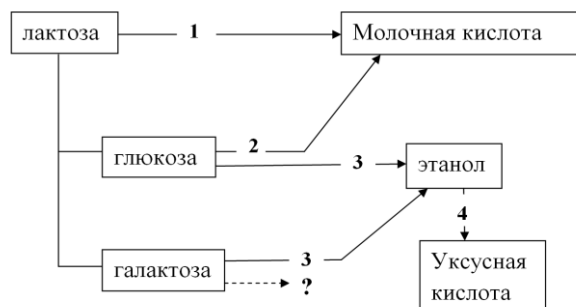 лактоза
1
Молочная кислота
глюкоза
2
3
этанол
4
галактоза
3
?
Уксусная
кислота